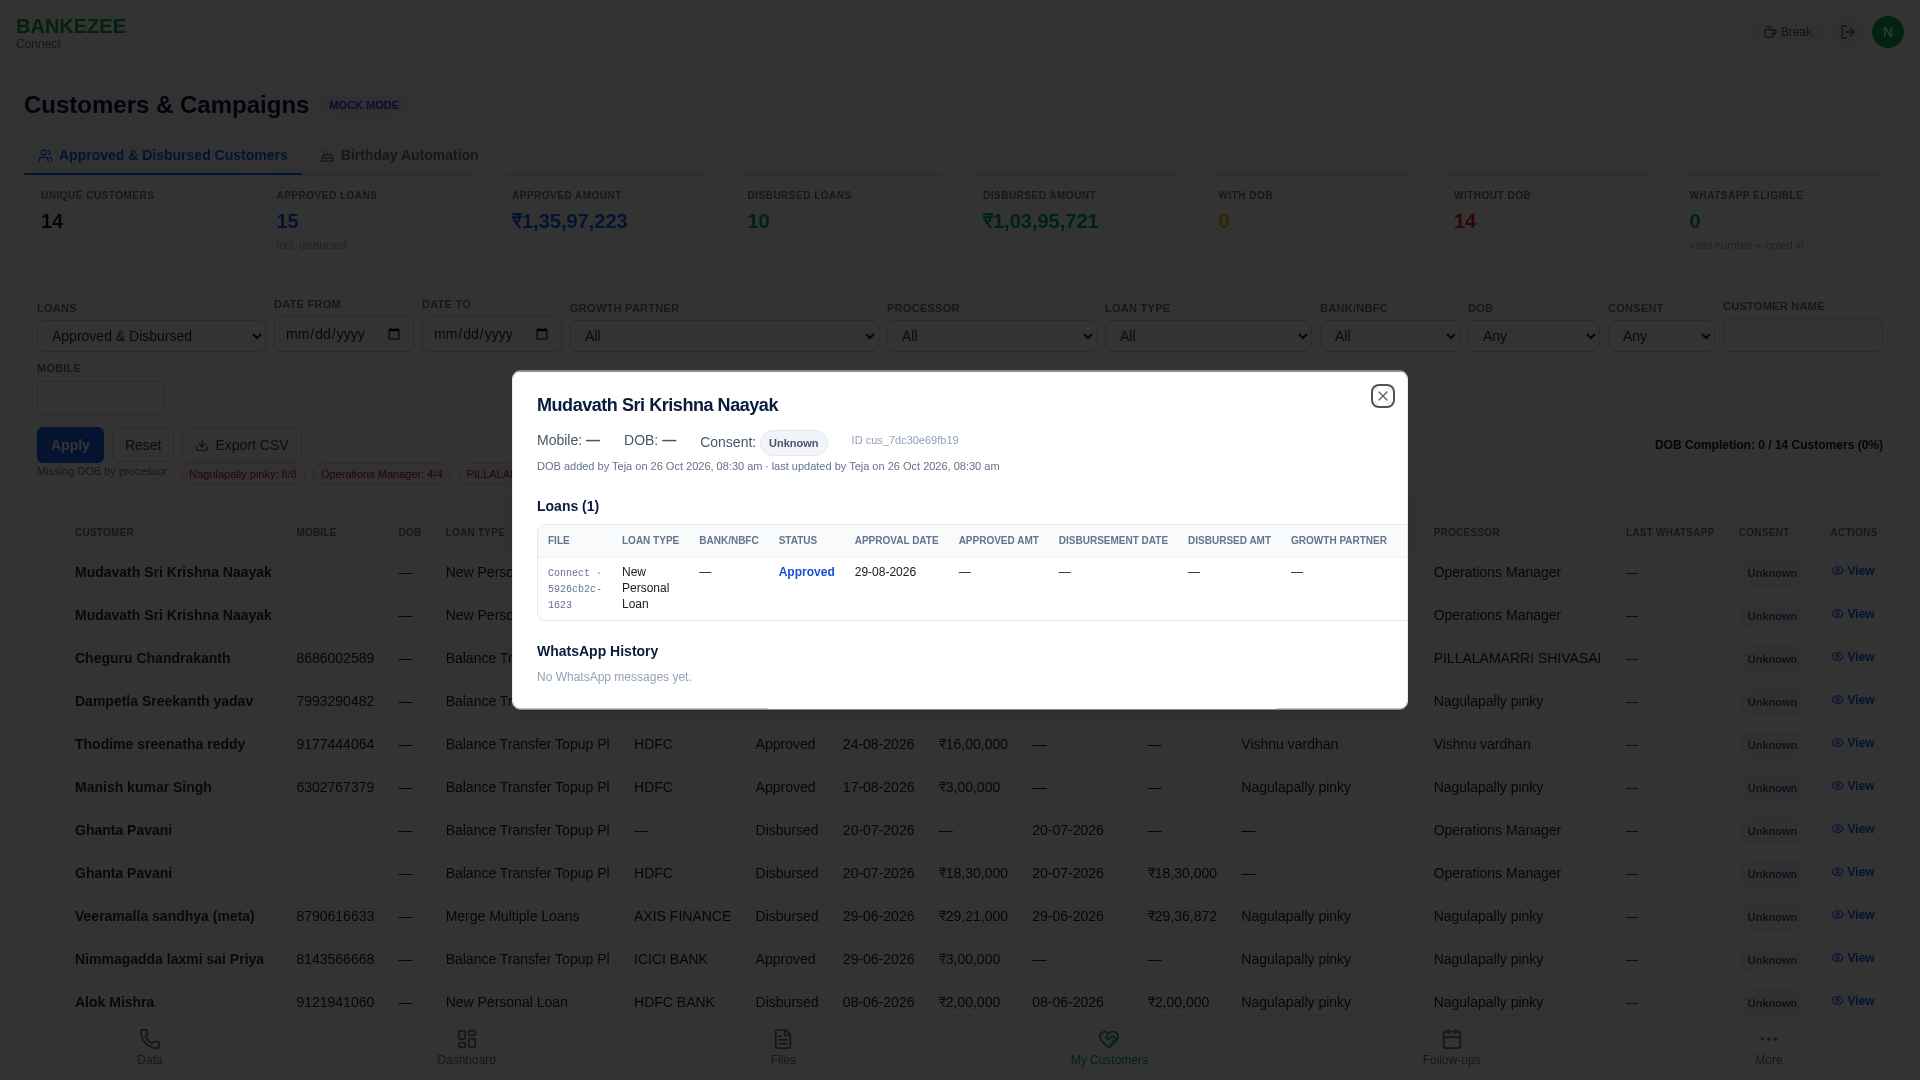 BANKEZEE
Connect
Break
N
Customers & Campaigns MOCK MODE
Approved & Disbursed Customers Birthday Automation
UNIQUE CUSTOMERS APPROVED LOANS APPROVED AMOUNT DISBURSED LOANS DISBURSED AMOUNT WITH DOB WITHOUT DOB WHATSAPP ELIGIBLE
14 15 ₹1,35,97,223 10 ₹1,03,95,721 0 14 0
incl. disbursed valid number + opted in
LOANS DATE FROM DATE TO GROWTH PARTNER PROCESSOR LOAN TYPE BANK/NBFC DOB CONSENT CUSTOMER NAME
Approved & Disbursed mm/dd/yyyy mm/dd/yyyy All All All All Any Any
MOBILE
Apply Reset Export CSV
DOB Completion: 0 / 14 Customers (0%)
Missing DOB by processor Nagulapally pinky: Operations Manager: 4/4 PILLALA
Mudavath Sri Krishna Naayak
Mobile: — DOB: — Consent: Unknown ID cus_7dc30e69fb19
DOB added by Teja on 26 Oct 2026, 08:30 am · last updated by Teja on 26 Oct 2026, 08:30 am
Loans (1)
FILE LOAN TYPE BANK/NBFC STATUS APPROVAL DATE APPROVED AMT DISBURSEMENT DATE DISBURSED AMT GROWTH PARTNER
Connect · 5926cb2c-1623 New Personal Loan — Approved 29-08-2026 — — — —
WhatsApp History
No WhatsApp messages yet.
CUSTOMER MOBILE DOB LOAN TYPE PROCESSOR LAST WHATSAPP CONSENT ACTIONS
Mudavath Sri Krishna Naayak — New Perso Operations Manager — Unknown View
Mudavath Sri Krishna Naayak — New Perso Operations Manager — Unknown View
Cheguru Chandrakanth 8686002589 — Balance Tr PILLALAMARRI SHIVASAI — Unknown View
Dampetla Sreekanth yadav 7993290482 — Balance Tr Nagulapally pinky — Unknown View
Thodime sreenatha reddy 9177444064 — Balance Transfer Topup Pl HDFC Approved 24-08-2026 ₹16,00,000 — — Vishnu vardhan Vishnu vardhan — Unknown View
Manish kumar Singh 6302767379 — Balance Transfer Topup Pl HDFC Approved 17-08-2026 ₹3,00,000 — — Nagulapally pinky Nagulapally pinky — Unknown View
Ghanta Pavani — Balance Transfer Topup Pl — Disbursed 20-07-2026 — 20-07-2026 — — Operations Manager — Unknown View
Ghanta Pavani — Balance Transfer Topup Pl HDFC Disbursed 20-07-2026 ₹18,30,000 20-07-2026 ₹18,30,000 — Operations Manager — Unknown View
Veeramalla sandhya (meta) 8790616633 — Merge Multiple Loans AXIS FINANCE Disbursed 29-06-2026 ₹29,21,000 29-06-2026 ₹29,36,872 Nagulapally pinky Nagulapally pinky — Unknown View
Nimmagadda laxmi sai Priya 8143566668 — Balance Transfer Topup Pl ICICI BANK Approved 29-06-2026 ₹3,00,000 — — Nagulapally pinky Nagulapally pinky — Unknown View
Alok Mishra 9121941060 — New Personal Loan HDFC BANK Disbursed 08-06-2026 ₹2,00,000 08-06-2026 ₹2,00,000 Nagulapally pinky Nagulapally pinky — Unknown View
Data Dashboard Files My Customers Follow-ups More